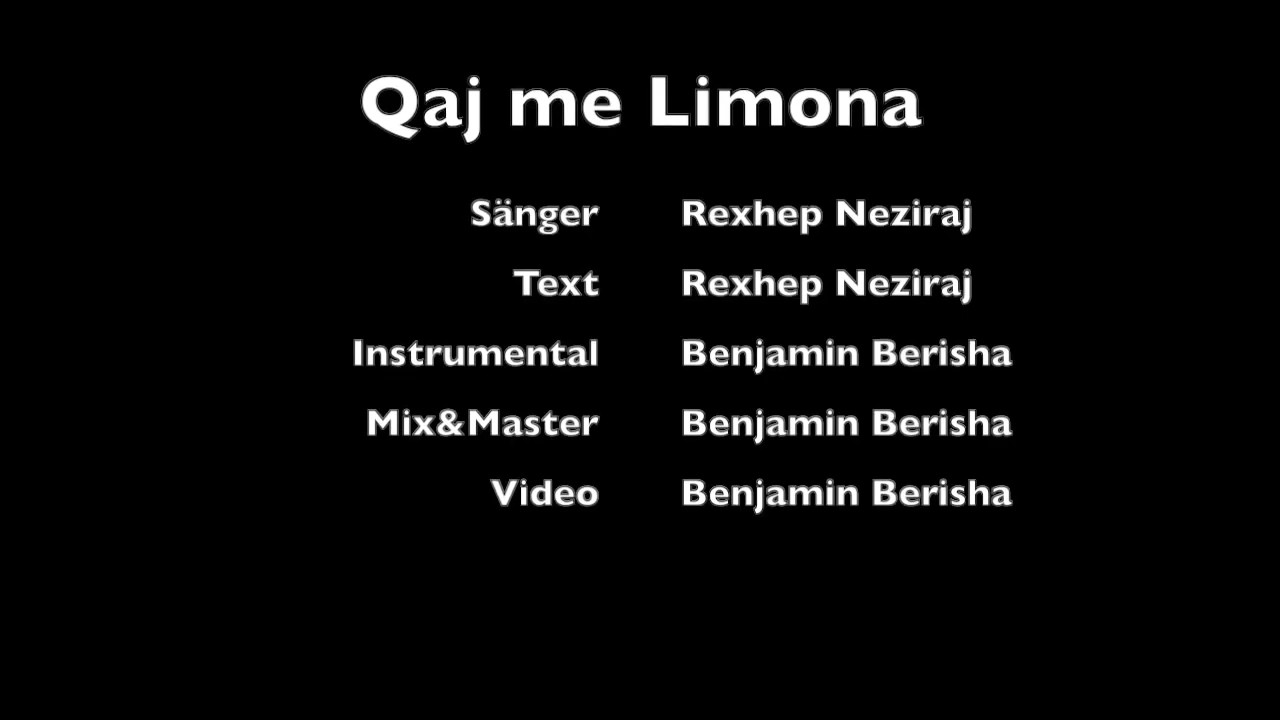 Qaj me Limona
Sänger Rexhep Neziraj
Text Rexhep Neziraj
Instrumental Benjamin Berisha
Mix&Master Benjamin Berisha
Video Benjamin Berisha